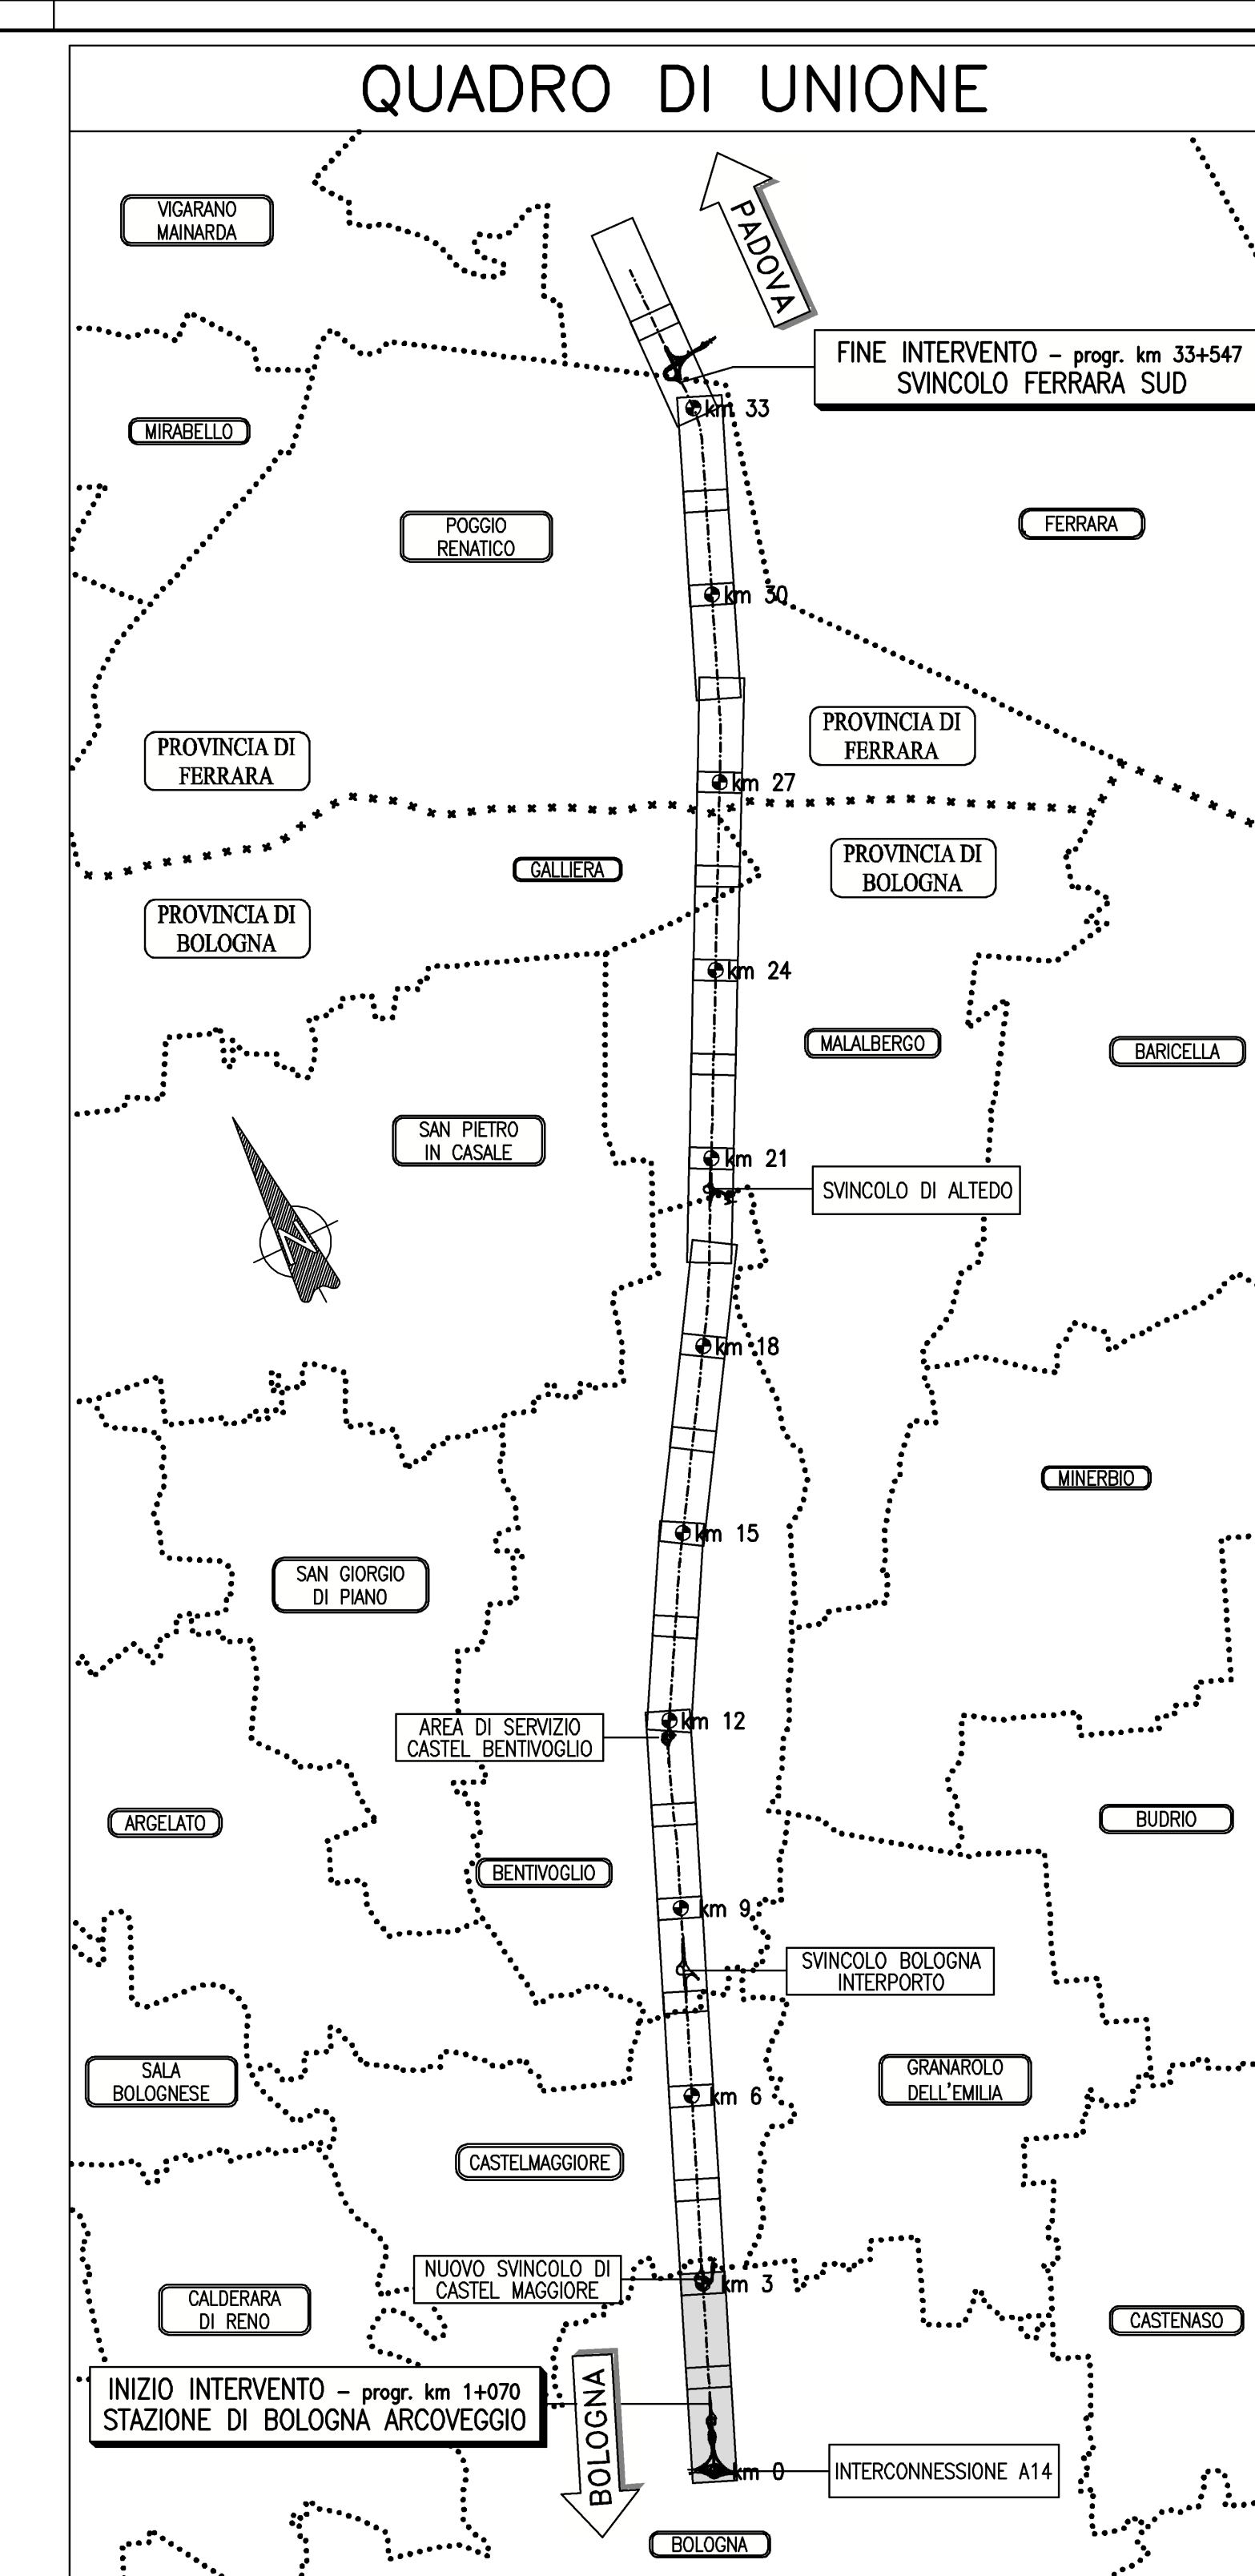 QUADRO DI UNIONE
VIGARANO
MAINARDA
PADOVA
FINE INTERVENTO – progr. km 33+547
SVINCOLO FERRARA SUD
km 33
MIRABELLO
POGGIO
RENATICO
FERRARA
km 30
PROVINCIA DI
FERRARA
PROVINCIA DI
FERRARA
km 27
GALLIERA
PROVINCIA DI
BOLOGNA
PROVINCIA DI
BOLOGNA
km 24
MALALBERGO
BARICELLA
SAN PIETRO
IN CASALE
km 21
SVINCOLO DI ALTEDO
N
km 18
MINERBIO
km 15
SAN GIORGIO
DI PIANO
AREA DI SERVIZIO
CASTEL BENTIVOGLIO
km 12
ARGELATO
BUDRIO
BENTIVOGLIO
km 9
SVINCOLO BOLOGNA
INTERPORTO
SALA
BOLOGNESE
GRANAROLO
DELL'EMILIA
km 6
CASTELMAGGIORE
NUOVO SVINCOLO DI
CASTEL MAGGIORE
km 3
CALDERARA
DI RENO
CASTENASO
INIZIO INTERVENTO – progr. km 1+070
STAZIONE DI BOLOGNA ARCOVEGGIO
BOLOGNA
km 0
INTERCONNESSIONE A14
BOLOGNA